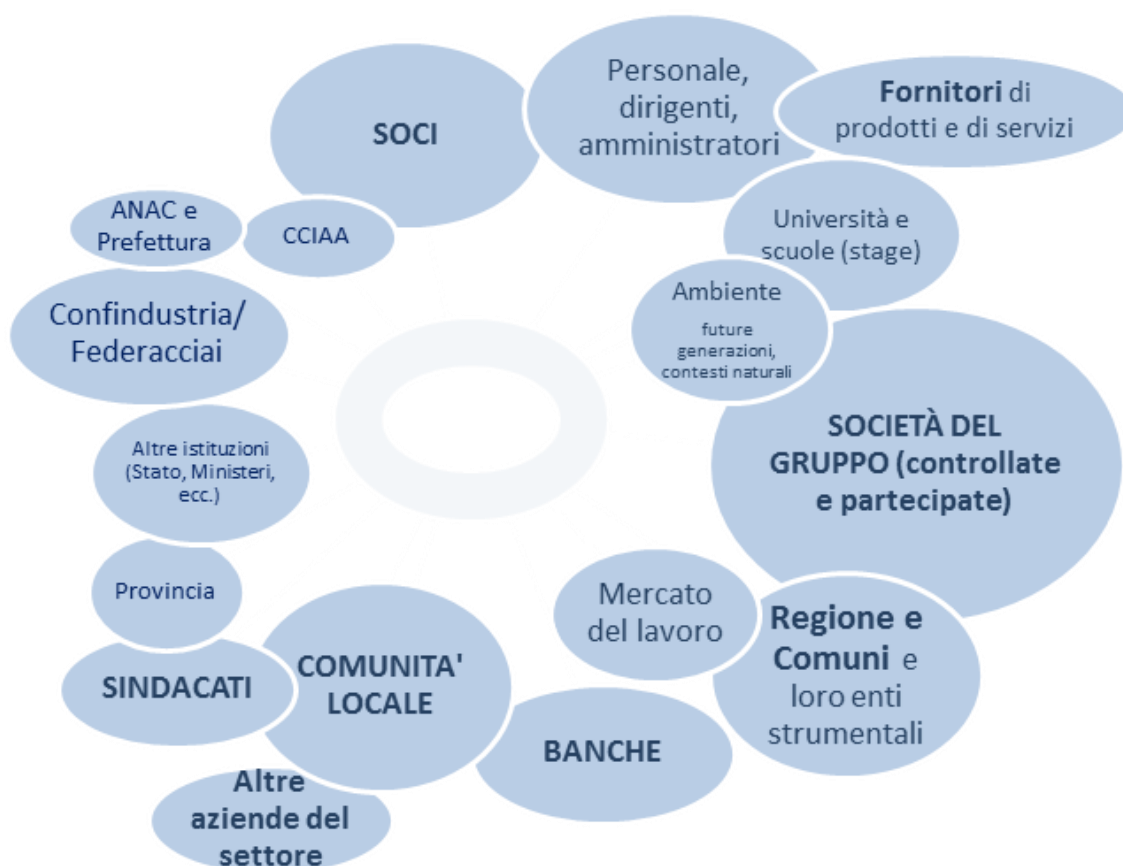 SOCI
Personale,
dirigenti,
amministratori
Fornitori di
prodotti e di servizi
Università e
scuole (stage)
Ambiente
future
generazioni,
contesti naturali
SOCIETÀ DEL
GRUPPO (controllate
e partecipate)
Regione e
Comuni e
loro enti
strumentali
Mercato
del lavoro
BANCHE
COMUNITA'
LOCALE
Altre
aziende del
settore
SINDACATI
Provincia
Altre istituzioni
(Stato, Ministeri,
ecc.)
Confindustria/
Federacciai
ANAC e
Prefettura
CCIAA